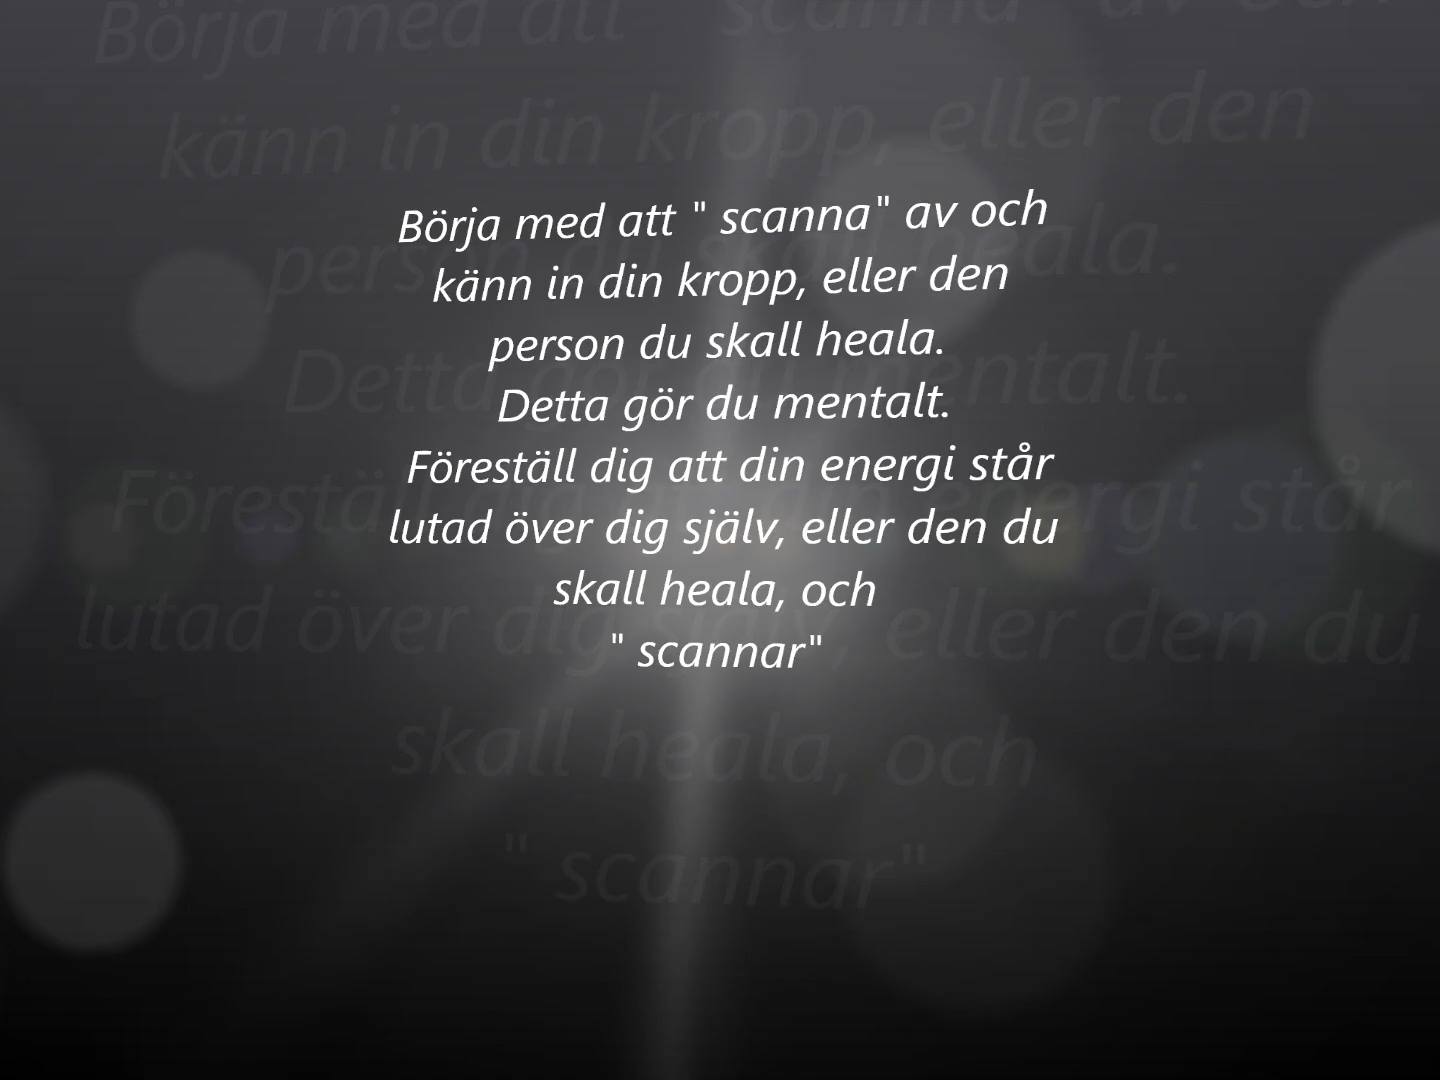 Börja med att " scanna" av och
känn in din kropp, eller den
person du skall heala.
Detta gör du mentalt.
Föreställ dig att din energi står
lutad över dig själv, eller den du
skall heala, och
" scannar"